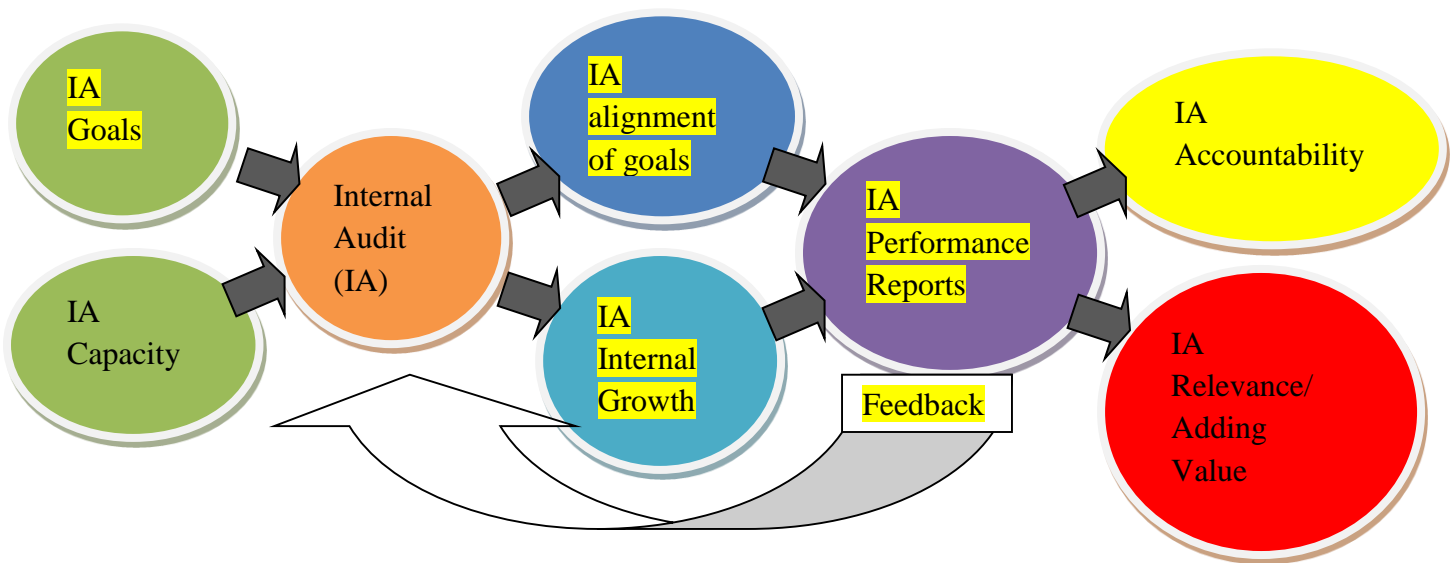 IA
Goals
IA
Capacity
Internal
Audit
(IA)
IA
alignment
of goals
IA
Internal
Growth
IA
Performance
Reports
Feedback
IA
Accountability
IA
Relevance/
Adding
Value